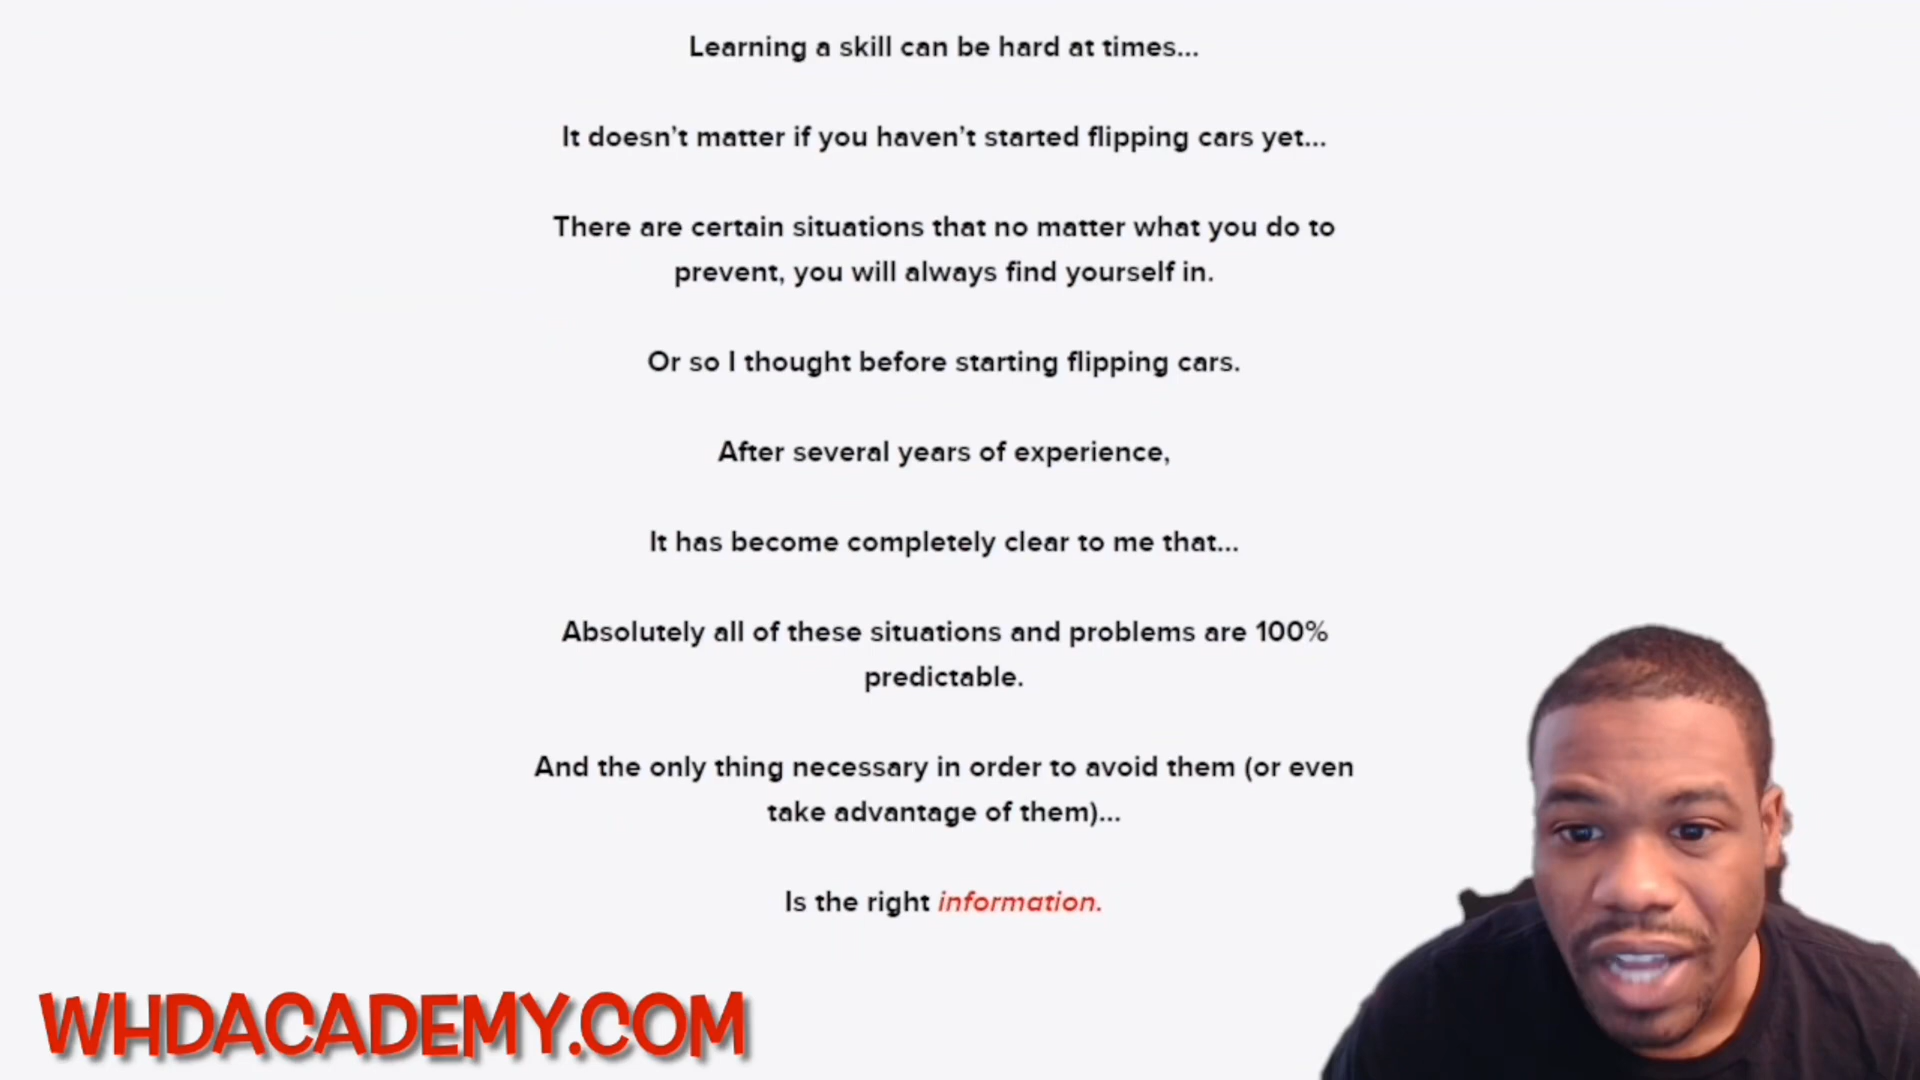 Learning a skill can be hard at times...
It doesn't matter if you haven't started flipping cars yet...
There are certain situations that no matter what you do to
prevent, you will always find yourself in.
Or so I thought before starting flipping cars.
After several years of experience,
It has become completely clear to me that...
Absolutely all of these situations and problems are 100%
predictable.
And the only thing necessary in order to avoid them (or even
take advantage of them)...
Is the right information.
WHDACADEMY.COM